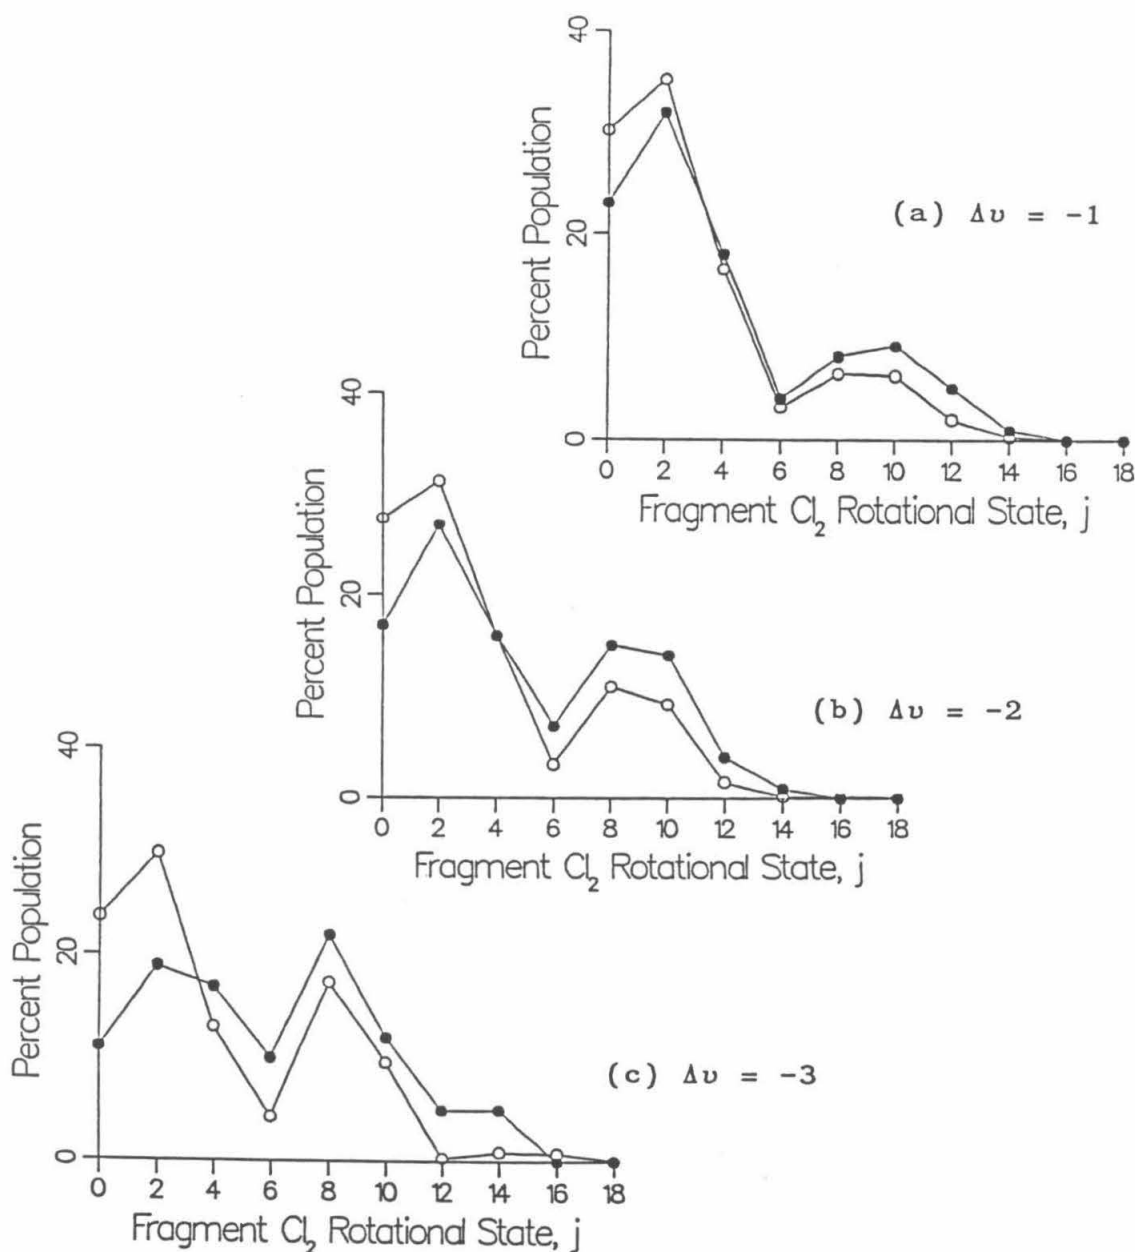 40
20
0
Percent Population
(a) Δυ = -1
0 2 4 6 8 10 12 14 16 18
Fragment Cl₂ Rotational State, j
40
20
0
Percent Population
(b) Δυ = -2
0 2 4 6 8 10 12 14 16 18
Fragment Cl₂ Rotational State, j
40
20
0
Percent Population
(c) Δυ = -3
0 2 4 6 8 10 12 14 16 18
Fragment Cl₂ Rotational State, j